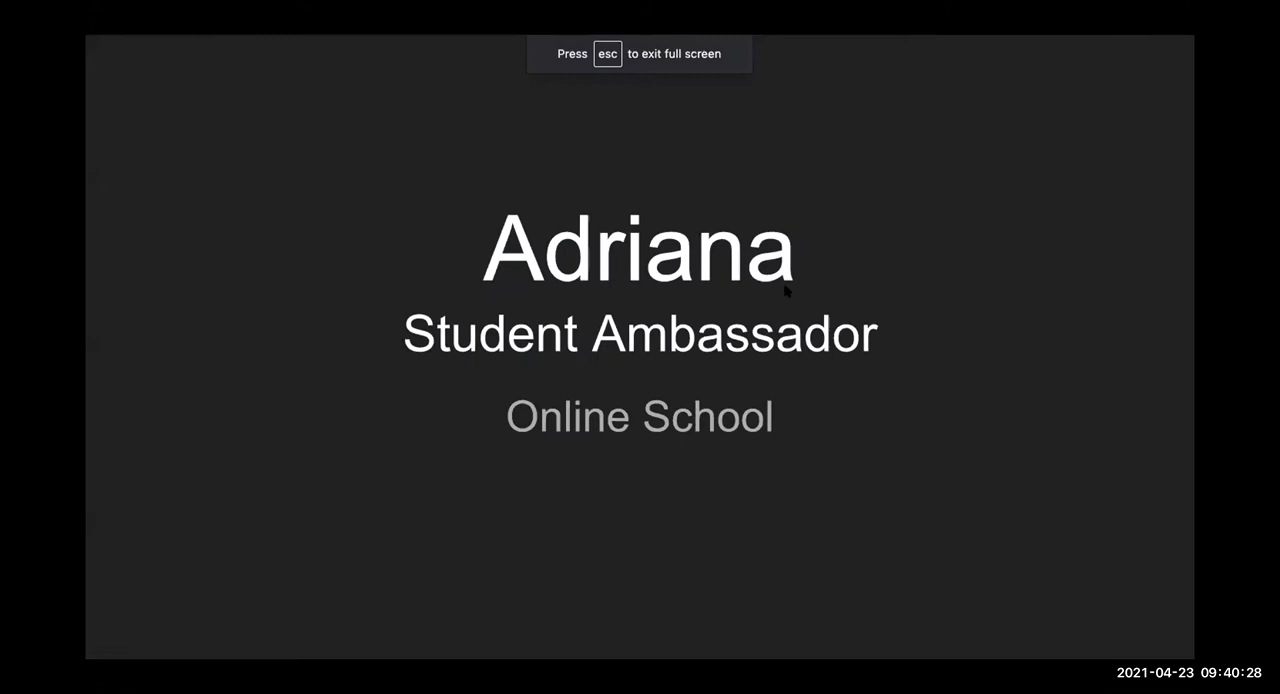 Press esc to exit full screen
Adriana
Student Ambassador
Online School
2021-04-23 09:40:28